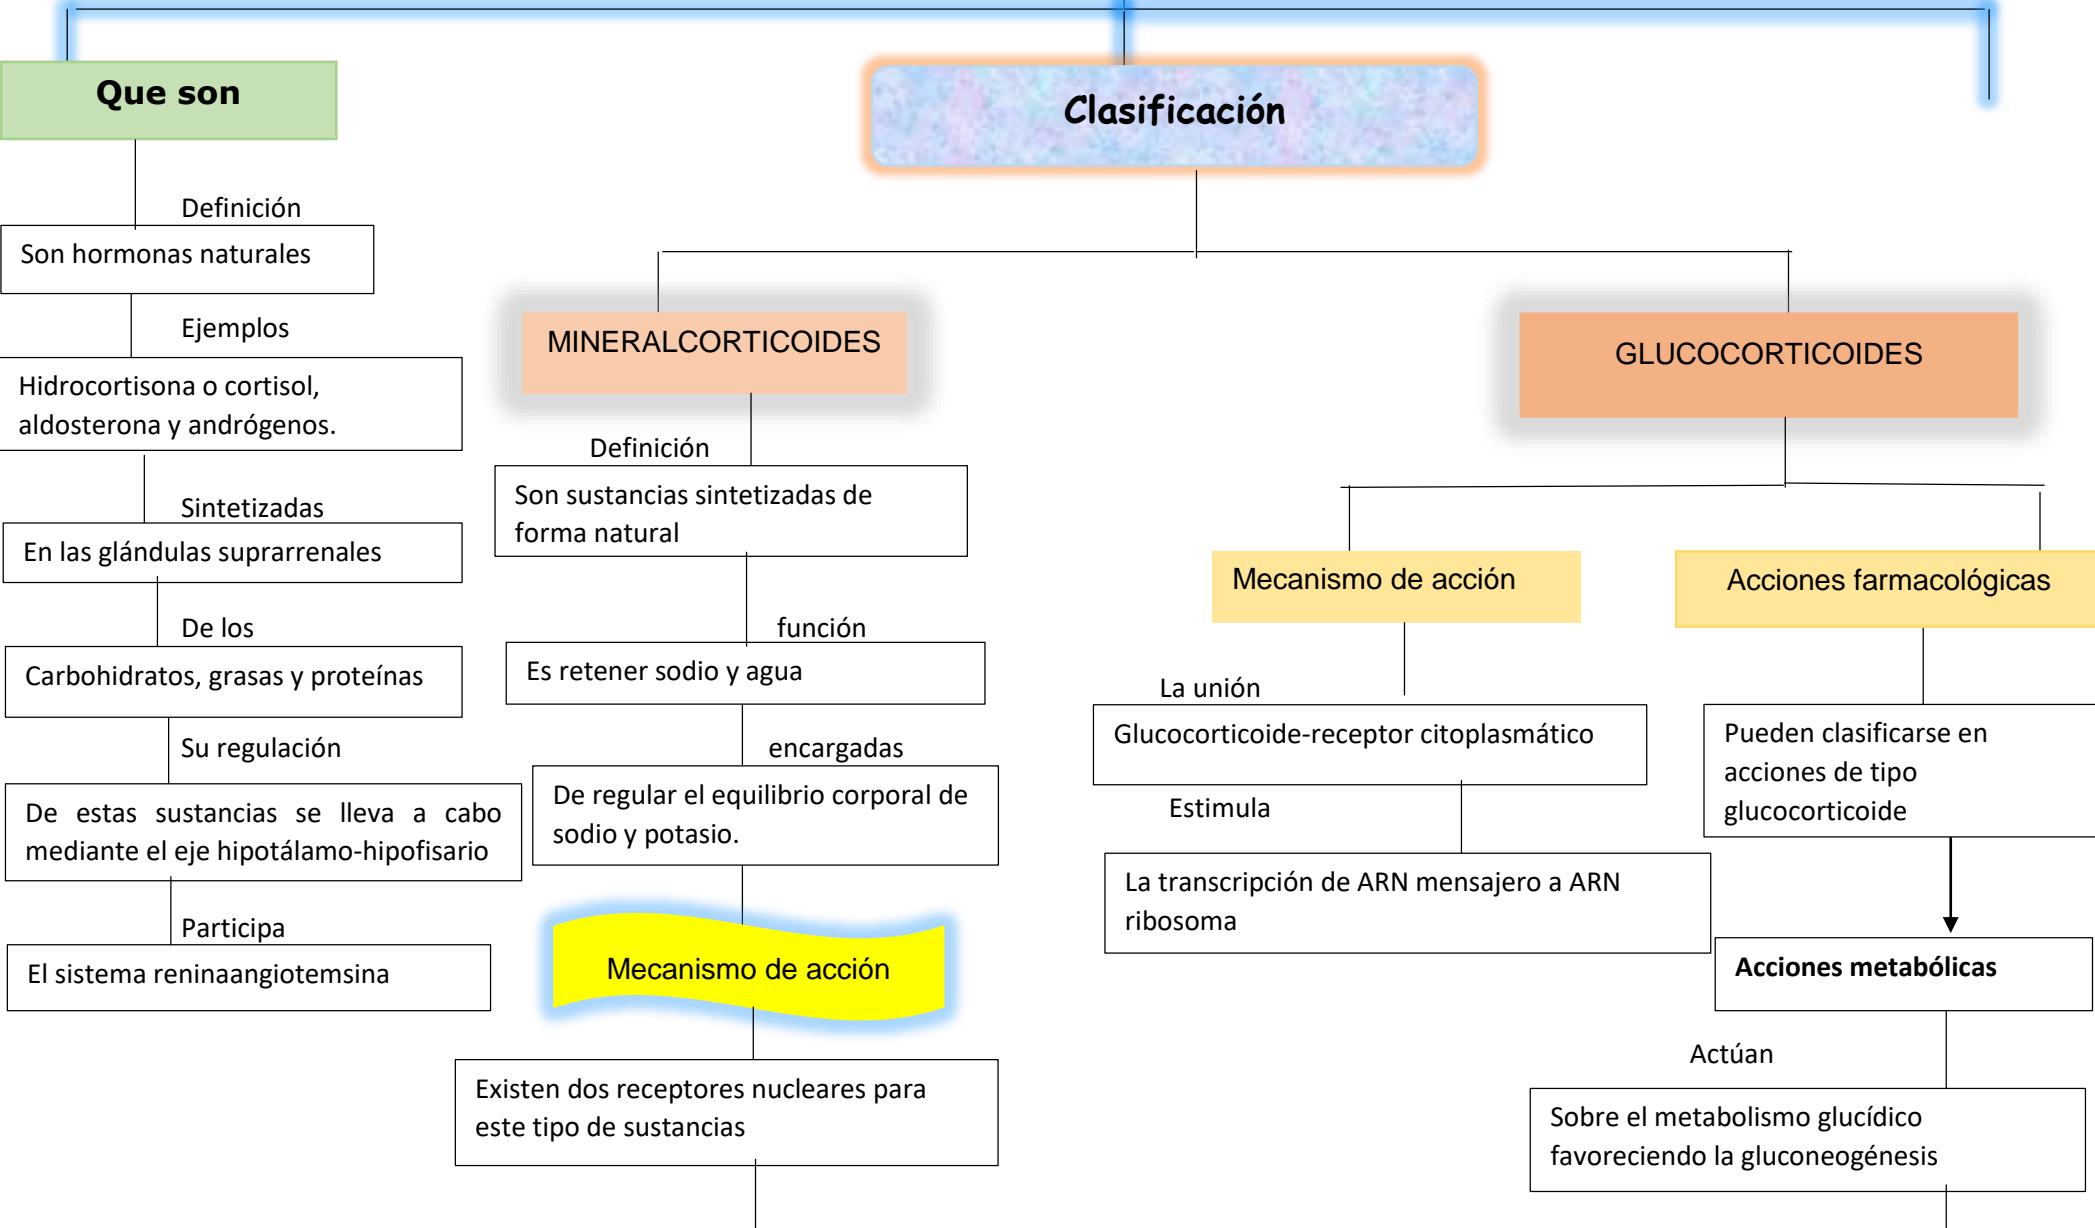 Que son
Definición
Son hormonas naturales
Ejemplos
Hidrocortisona o cortisol,
aldosterona y andrógenos.
Sintetizadas
En las glándulas suprarrenales
De los
Carbohidratos, grasas y proteínas
Su regulación
De estas sustancias se lleva a cabo
mediante el eje hipotálamo-hipofisario
Participa
El sistema reninaangiotemsina
Clasificación
MINERALCORTICOIDES
Definición
Son sustancias sintetizadas de
forma natural
función
Es retener sodio y agua
encargadas
De regular el equilibrio corporal de
sodio y potasio.
Mecanismo de acción
Existen dos receptores nucleares para
este tipo de sustancias
GLUCOCORTICOIDES
Mecanismo de acción
La unión
Glucocorticoide-receptor citoplasmático
Estimula
La transcripción de ARN mensajero a ARN
ribosoma
Acciones farmacológicas
Pueden clasificarse en
acciones de tipo
glucocorticoide
Acciones metabólicas
Actúan
Sobre el metabolismo glucídico
favoreciendo la gluconeogénesis